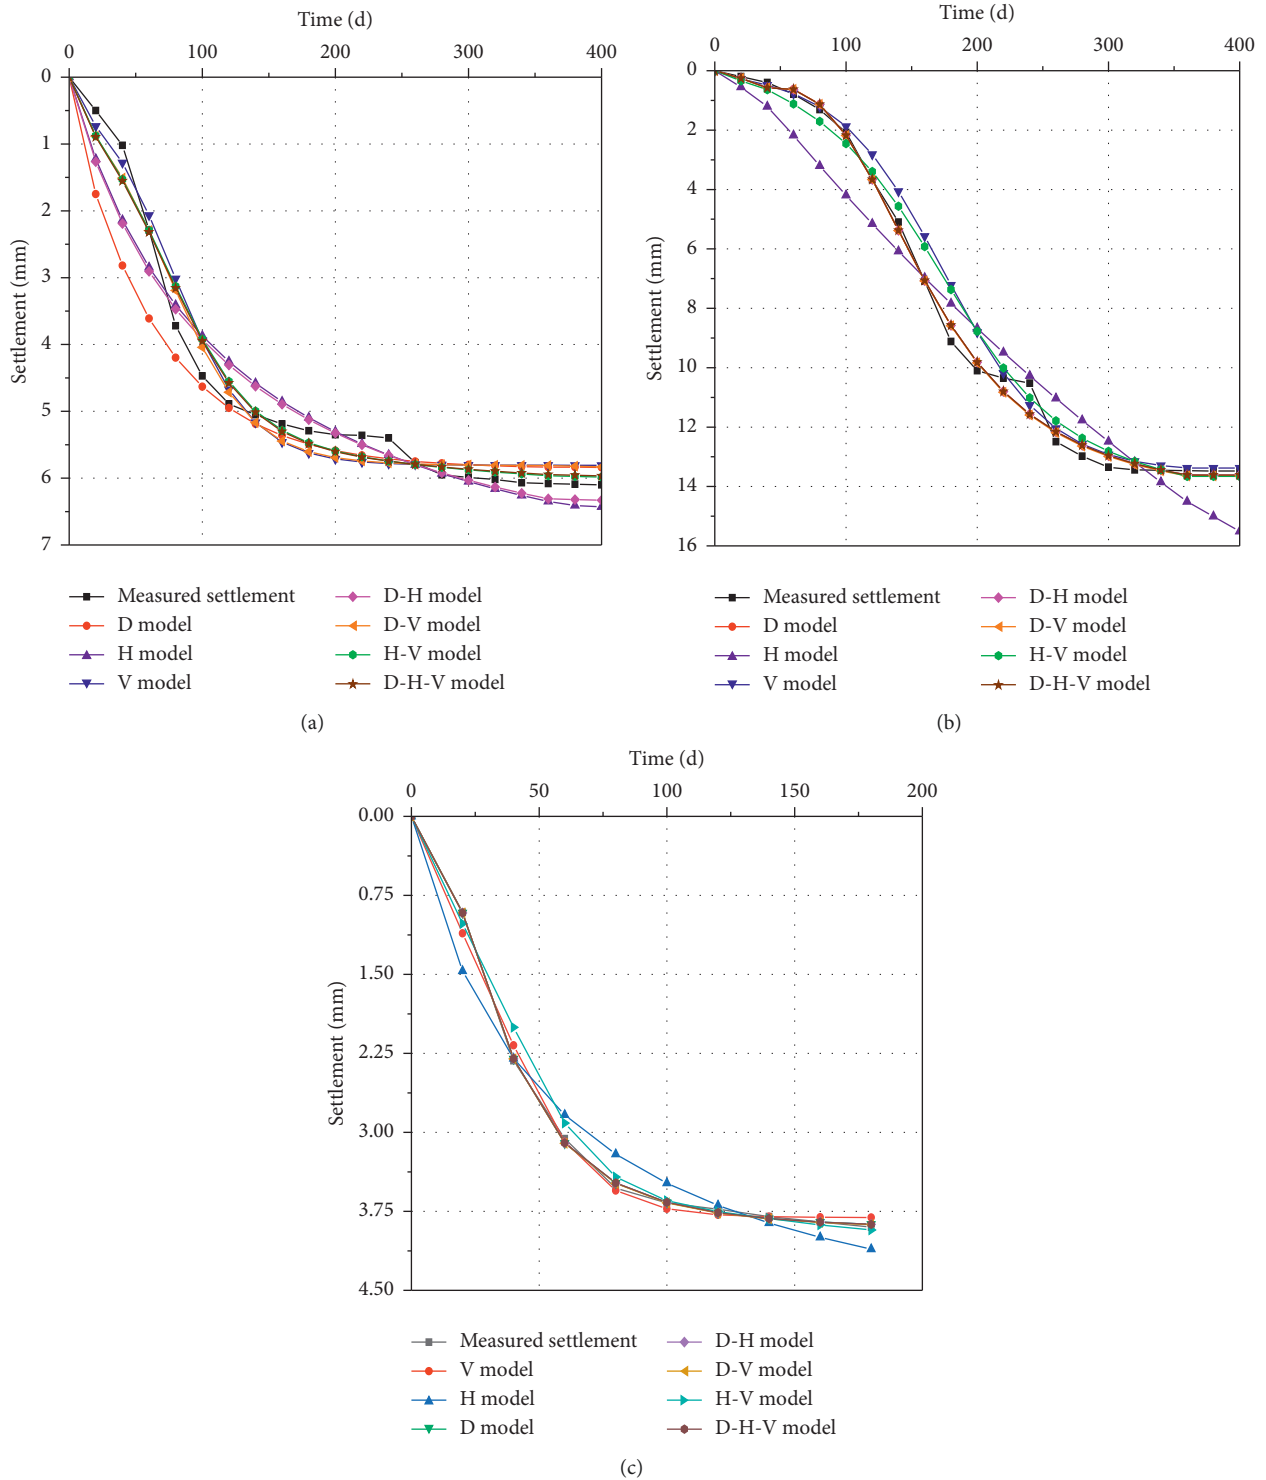 Time (d)
0 100 200 300 400
0
1
2
3
4
5
6
7
Settlement (mm)
Measured settlement
D model
H model
V model
D-H model
D-V model
H-V model
D-H-V model
(a)
Time (d)
0 100 200 300 400
0
2
4
6
8
10
12
14
16
Settlement (mm)
Measured settlement
D model
H model
V model
D-H model
D-V model
H-V model
D-H-V model
(b)
Time (d)
0 50 100 150 200
0.00
0.75
1.50
2.25
3.00
3.75
4.50
Settlement (mm)
Measured settlement
V model
H model
D model
D-H model
D-V model
H-V model
D-H-V model
(c)